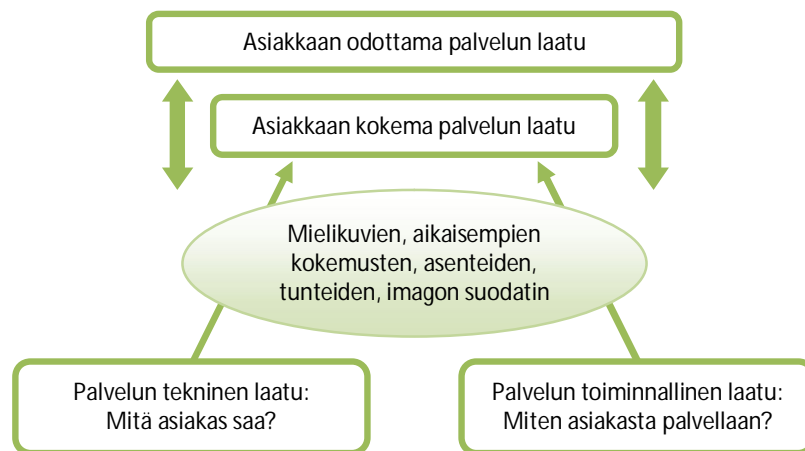 Asiakkaan odottama palvelun laatu
Asiakkaan kokema palvelun laatu
Mielikuvien, aikaisempien
kokemusten, asenteiden,
tunteiden, imagon suodatin
Palvelun tekninen laatu:
Mitä asiakas saa?
Palvelun toiminnallinen laatu:
Miten asiakasta palvellaan?